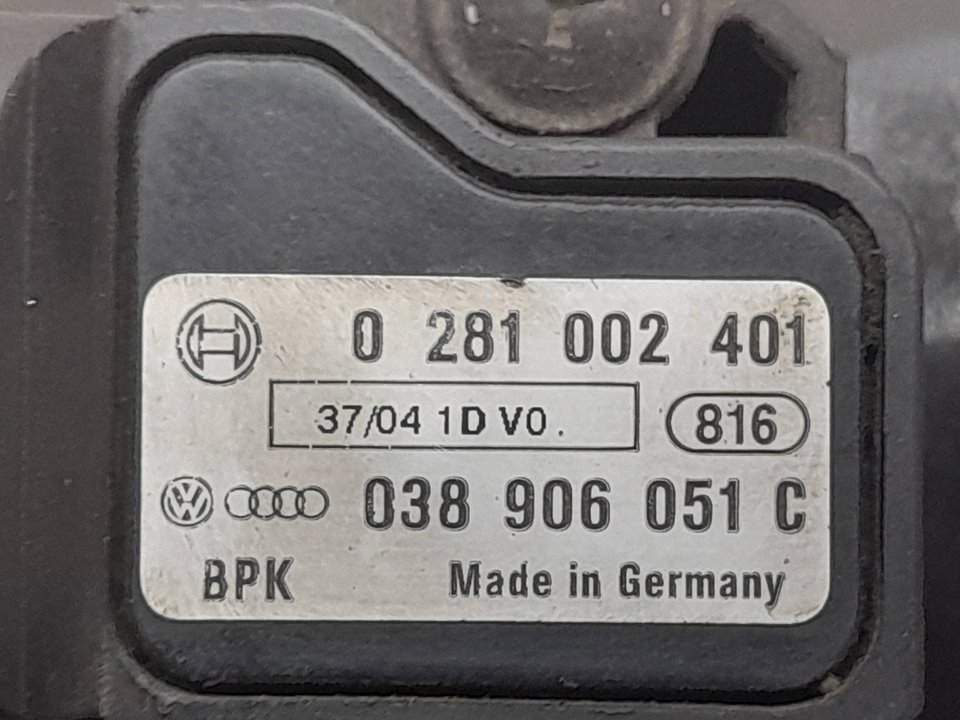 0 281 002 401
37/04 1D V0.
816
038 906 051 C
BPK
Made in Germany